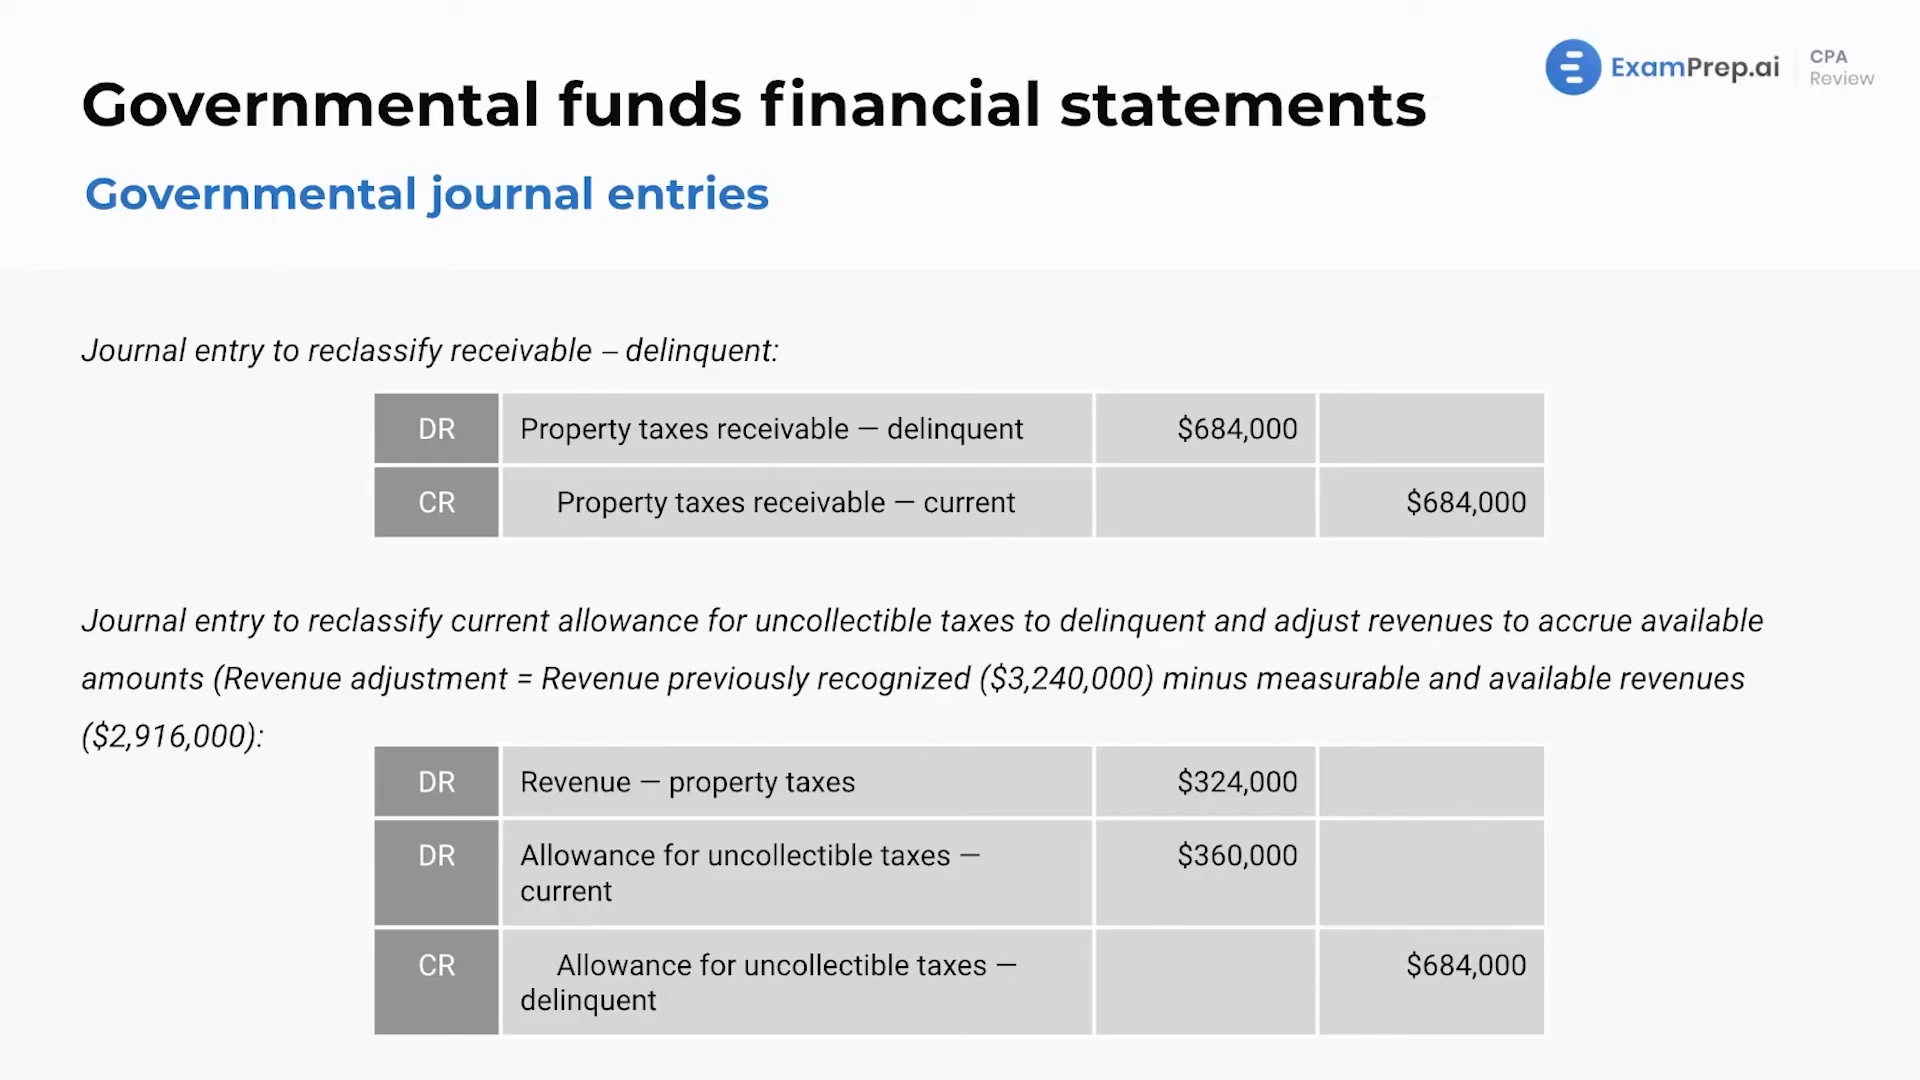 Governmental funds financial statements
ExamPrep.ai
CPA
Review
Governmental journal entries
Journal entry to reclassify receivable – delinquent:
DR Property taxes receivable — delinquent $684,000
CR Property taxes receivable — current $684,000
Journal entry to reclassify current allowance for uncollectible taxes to delinquent and adjust revenues to accrue available
amounts (Revenue adjustment = Revenue previously recognized ($3,240,000) minus measurable and available revenues
($2,916,000):
DR Revenue — property taxes $324,000
DR Allowance for uncollectible taxes — $360,000
current
CR Allowance for uncollectible taxes — $684,000
delinquent